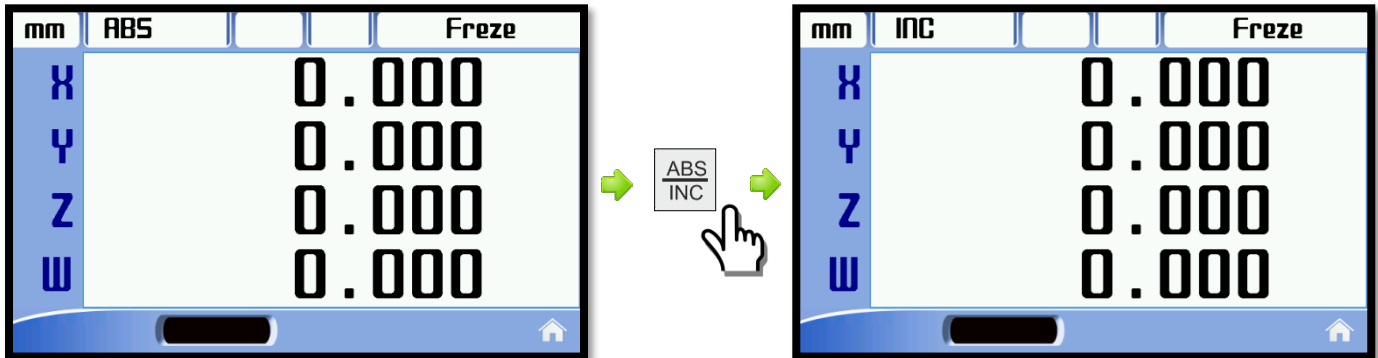 mm ABS Freze
X 0.000
Y 0.000
Z 0.000
W 0.000
ABS
INC
mm INC Freze
X 0.000
Y 0.000
Z 0.000
W 0.000